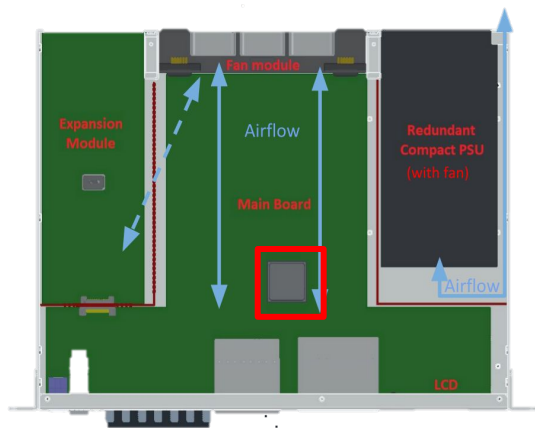 Fan module
Expansion
Module
Airflow
Redundant
Compact PSU
(with fan)
Main Board
Airflow
LCD